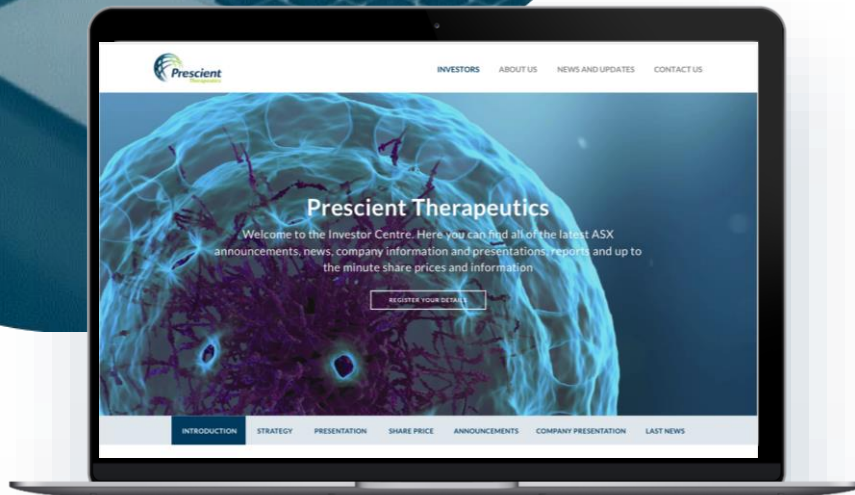 Prescient
Therapeutics
INVESTORS ABOUT US NEWS AND UPDATES CONTACT US
Prescient Therapeutics
Welcome to the Investor Centre. Here you can find all of the latest ASX
announcements, news, company information and presentations, reports and up to
the minute share prices and information
REGISTER YOUR DETAILS
INTRODUCTION STRATEGY PRESENTATION SHARE PRICE ANNOUNCEMENTS COMPANY PRESENTATION LAST NEWS